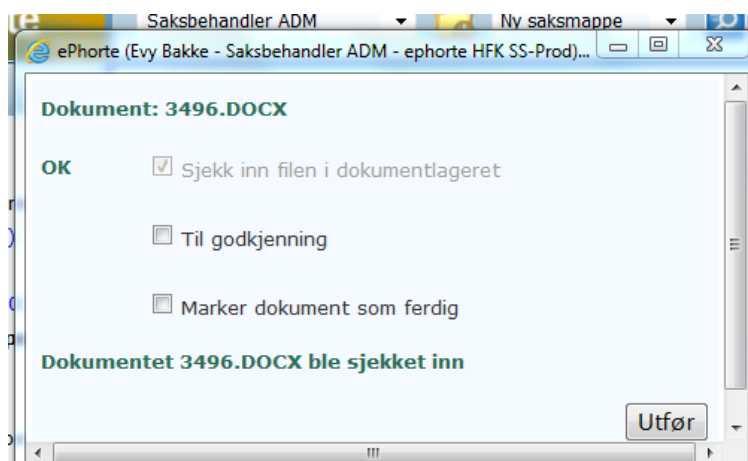 Saksbehandler ADM Ny saksmappe
ePhorte (Evy Bakke - Saksbehandler ADM - ephorte HFK SS-Prod)...
Dokument: 3496.DOCX
OK Sjekk inn filen i dokumentlageret
Til godkjenning
Marker dokument som ferdig
Dokumentet 3496.DOCX ble sjekket inn
Utfør